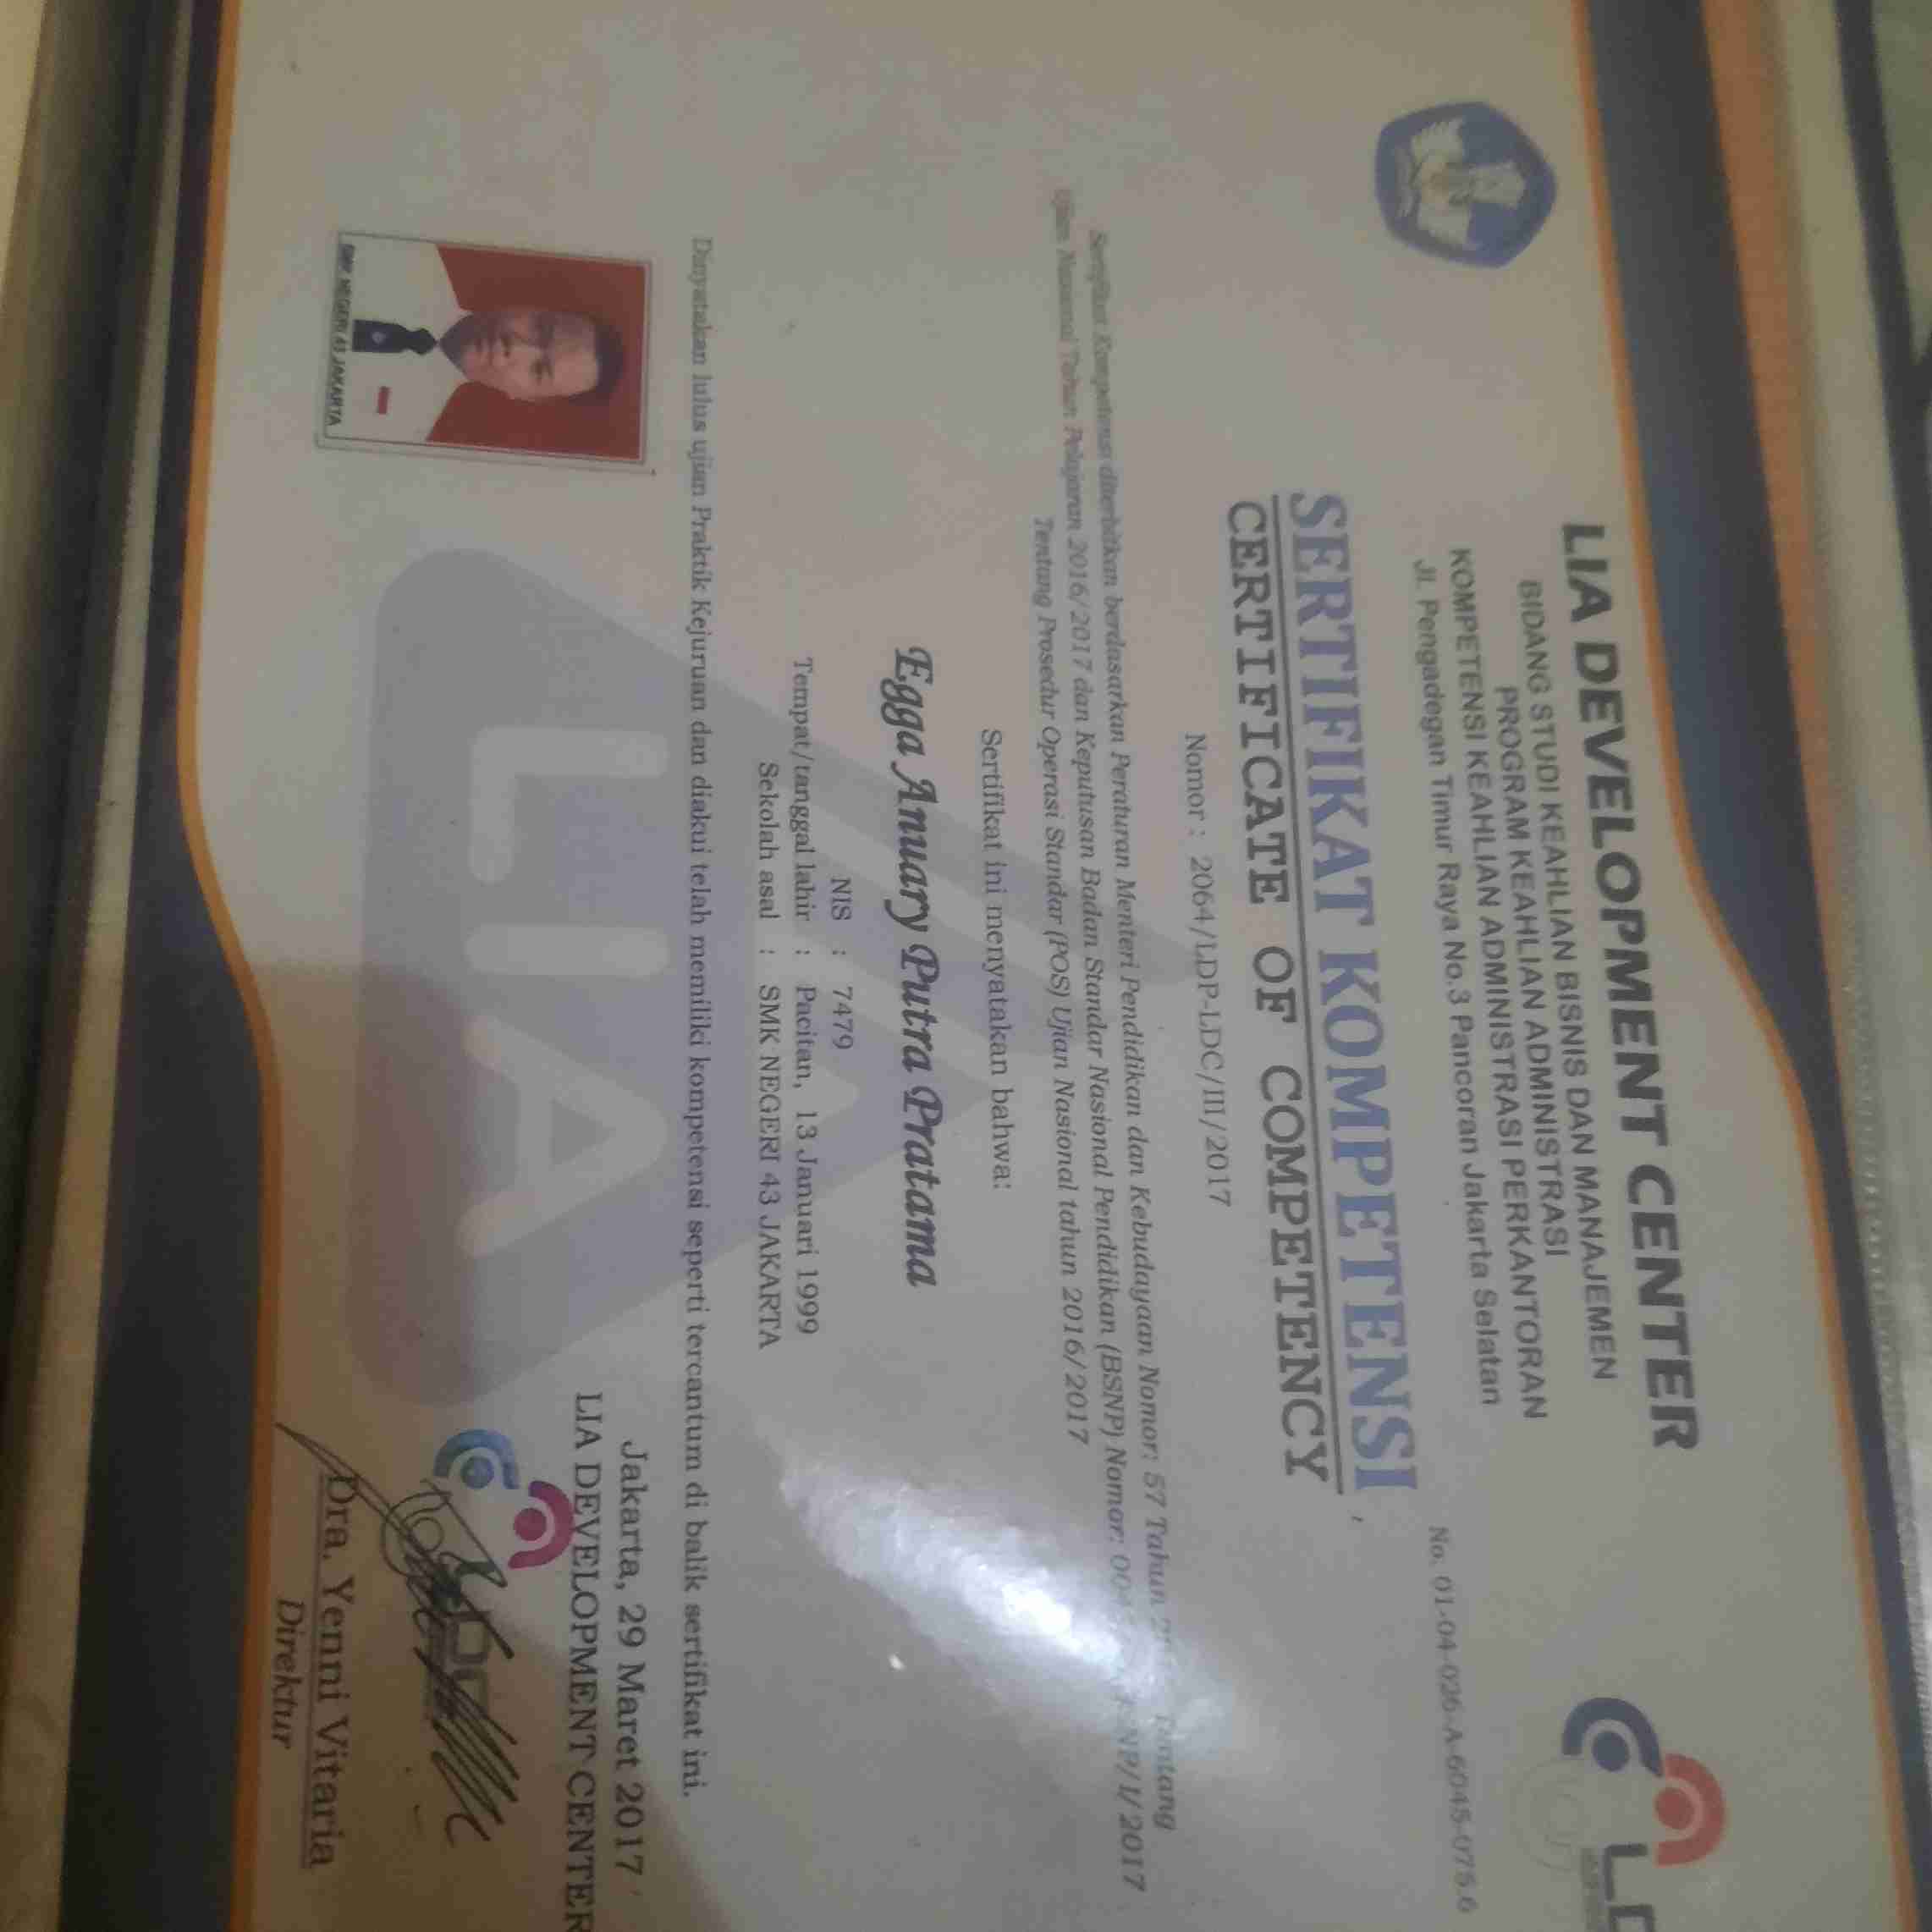 LIA DEVELOPMENT CENTER
BIDANG STUDI KEAHLIAN BISNIS DAN MANAJEMEN
PROGRAM KEAHLIAN ADMINISTRASI
KOMPETENSI KEAHLIAN ADMINISTRASI PERKANTORAN
Jl. Pengadegan Timur Raya No.3 Pancoran Jakarta Selatan
No. 01-04-026-A-6045-075.6
SERTIFIKAT KOMPETENSI
CERTIFICATE OF COMPETENCY
Nomor : 2064/LDP-LDC/III/2017
Sertifikat Kompetensi diterbitkan berdasarkan Peraturan Menteri Pendidikan dan Kebudayaan Nomor: 57 Tahun tentang
Ujian Nasional Tahun Pelajaran 2016/2017 dan Keputusan Badan Standar Nasional Pendidikan (BSNP) Nomor:
Tentang Prosedur Operasi Standar (POS) Ujian Nasional tahun 2016/2017
Sertifikat ini menyatakan bahwa:
Egga Anuary Putra Pratama
NIS : 7479
Tempat/tanggal lahir : Pacitan, 13 Januari 1999
Sekolah asal : SMK NEGERI 43 JAKARTA
Dinyatakan lulus ujian Praktik Kejuruan dan diakui telah memiliki kompetensi seperti tercantum di balik sertifikat ini.
SMK NEGERI 43 JAKARTA
LIA
Jakarta, 29 Maret 2017
LIA DEVELOPMENT CENTER
Dra. Yenni Vitaria
Direktur